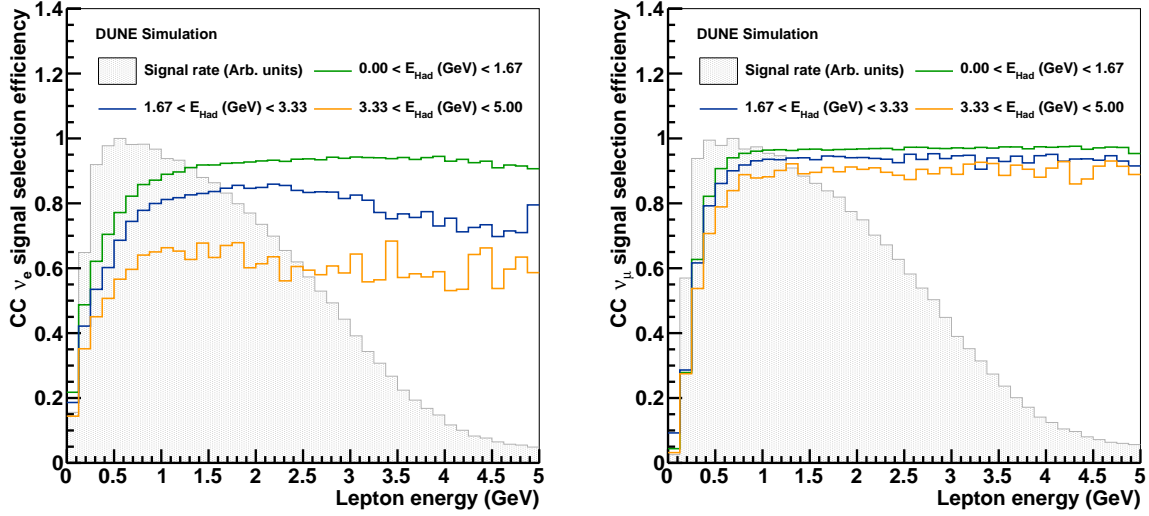 CC νe signal selection efficiency
1.4
1.2
1
0.8
0.6
0.4
0.2
0
DUNE Simulation
Signal rate (Arb. units)
0.00 < EHad (GeV) < 1.67
1.67 < EHad (GeV) < 3.33
3.33 < EHad (GeV) < 5.00
0 0.5 1 1.5 2 2.5 3 3.5 4 4.5 5
Lepton energy (GeV)
CC νμ signal selection efficiency
1.4
1.2
1
0.8
0.6
0.4
0.2
0
DUNE Simulation
Signal rate (Arb. units)
0.00 < EHad (GeV) < 1.67
1.67 < EHad (GeV) < 3.33
3.33 < EHad (GeV) < 5.00
0 0.5 1 1.5 2 2.5 3 3.5 4 4.5 5
Lepton energy (GeV)